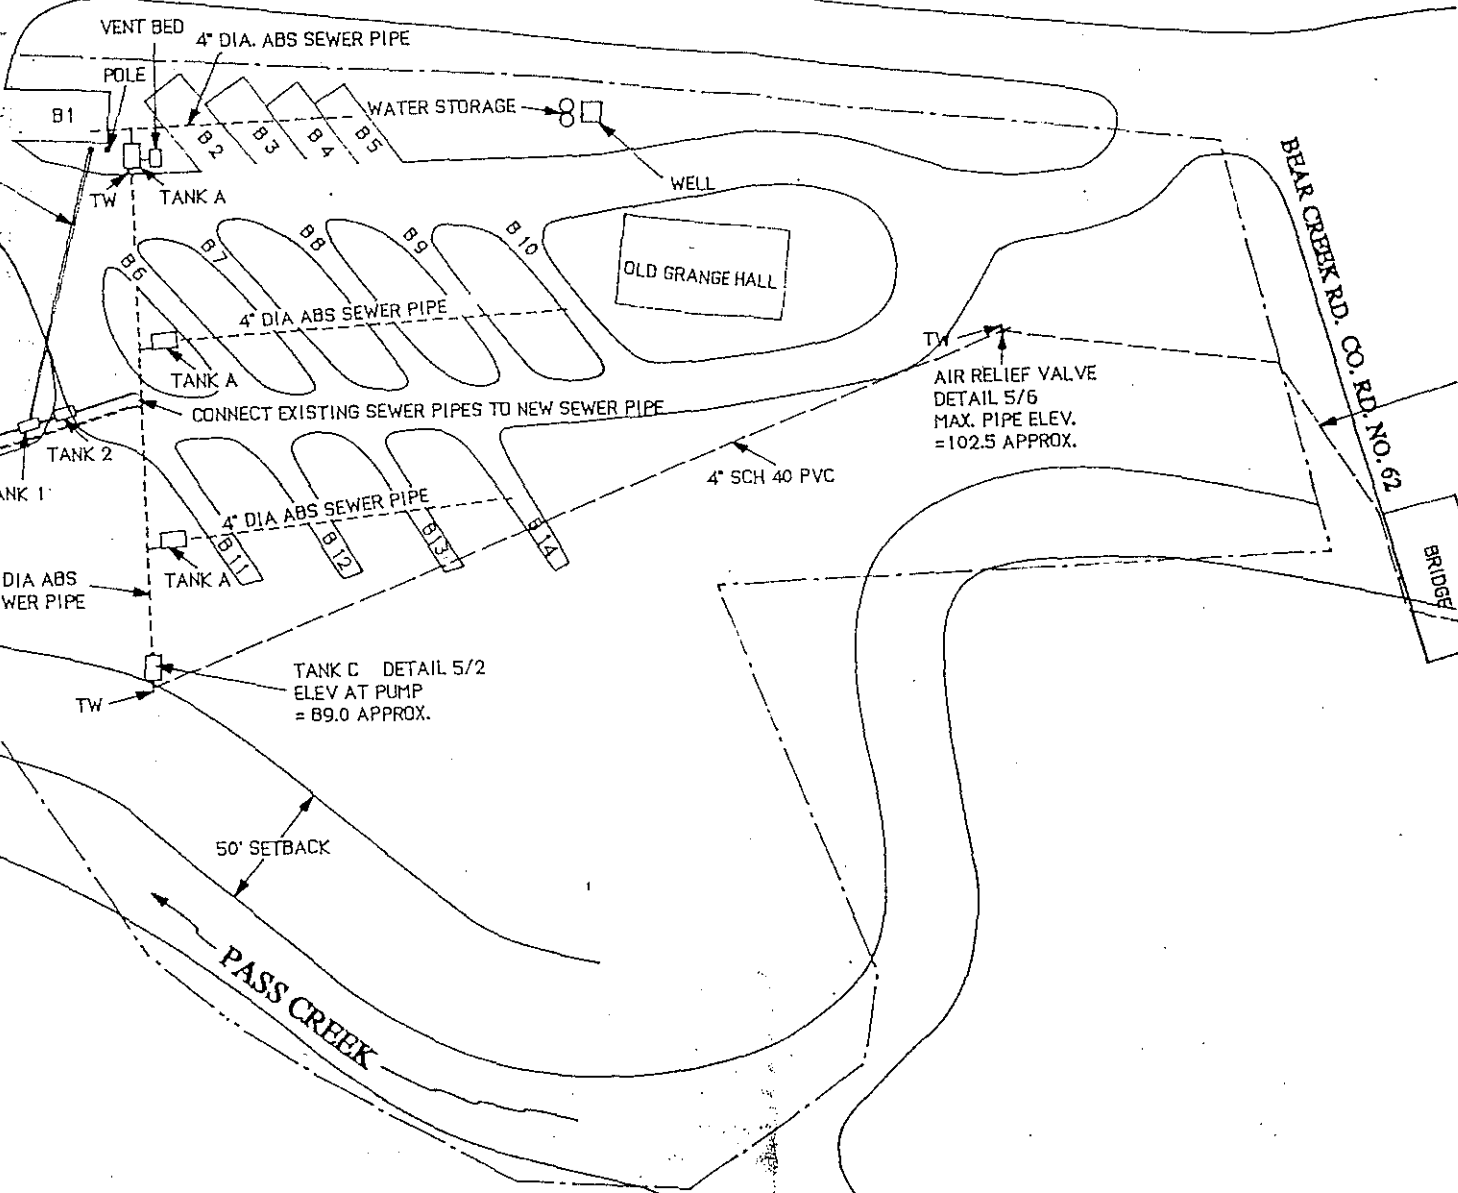 VENT BED
4" DIA. ABS SEWER PIPE
POLE
B1
B2
B3
B4
B5
WATER STORAGE
WELL
TW
TANK A
B6
B7
B8
B9
B10
OLD GRANGE HALL
4" DIA ABS SEWER PIPE
TANK A
BEAR CREEK RD. CO. RD. NO. 62
TW
AIR RELIEF VALVE
DETAIL 5/6
MAX. PIPE ELEV.
=102.5 APPROX.
CONNECT EXISTING SEWER PIPES TO NEW SEWER PIPE
TANK 2
ANK 1
4" SCH 40 PVC
4" DIA ABS SEWER PIPE
B11
B12
B13
B14
TANK A
DIA ABS
WER PIPE
BRIDGE
TANK C DETAIL 5/2
ELEV AT PUMP
= 89.0 APPROX.
TW
50' SETBACK
PASS CREEK